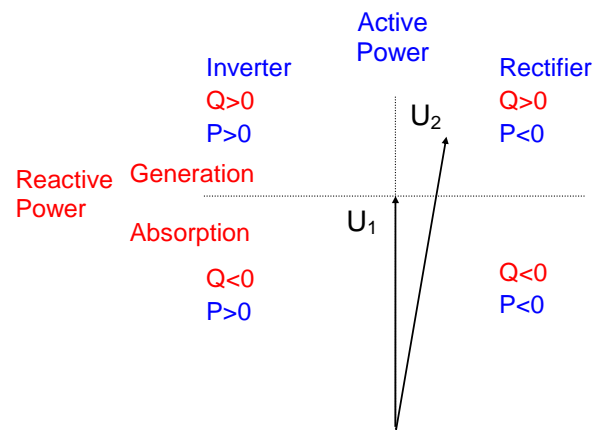 Active
Power
Inverter
Q>0
P>0
Rectifier
Q>0
P<0
U₂
Reactive
Power
Generation
Absorption
U₁
Q<0
P>0
Q<0
P<0